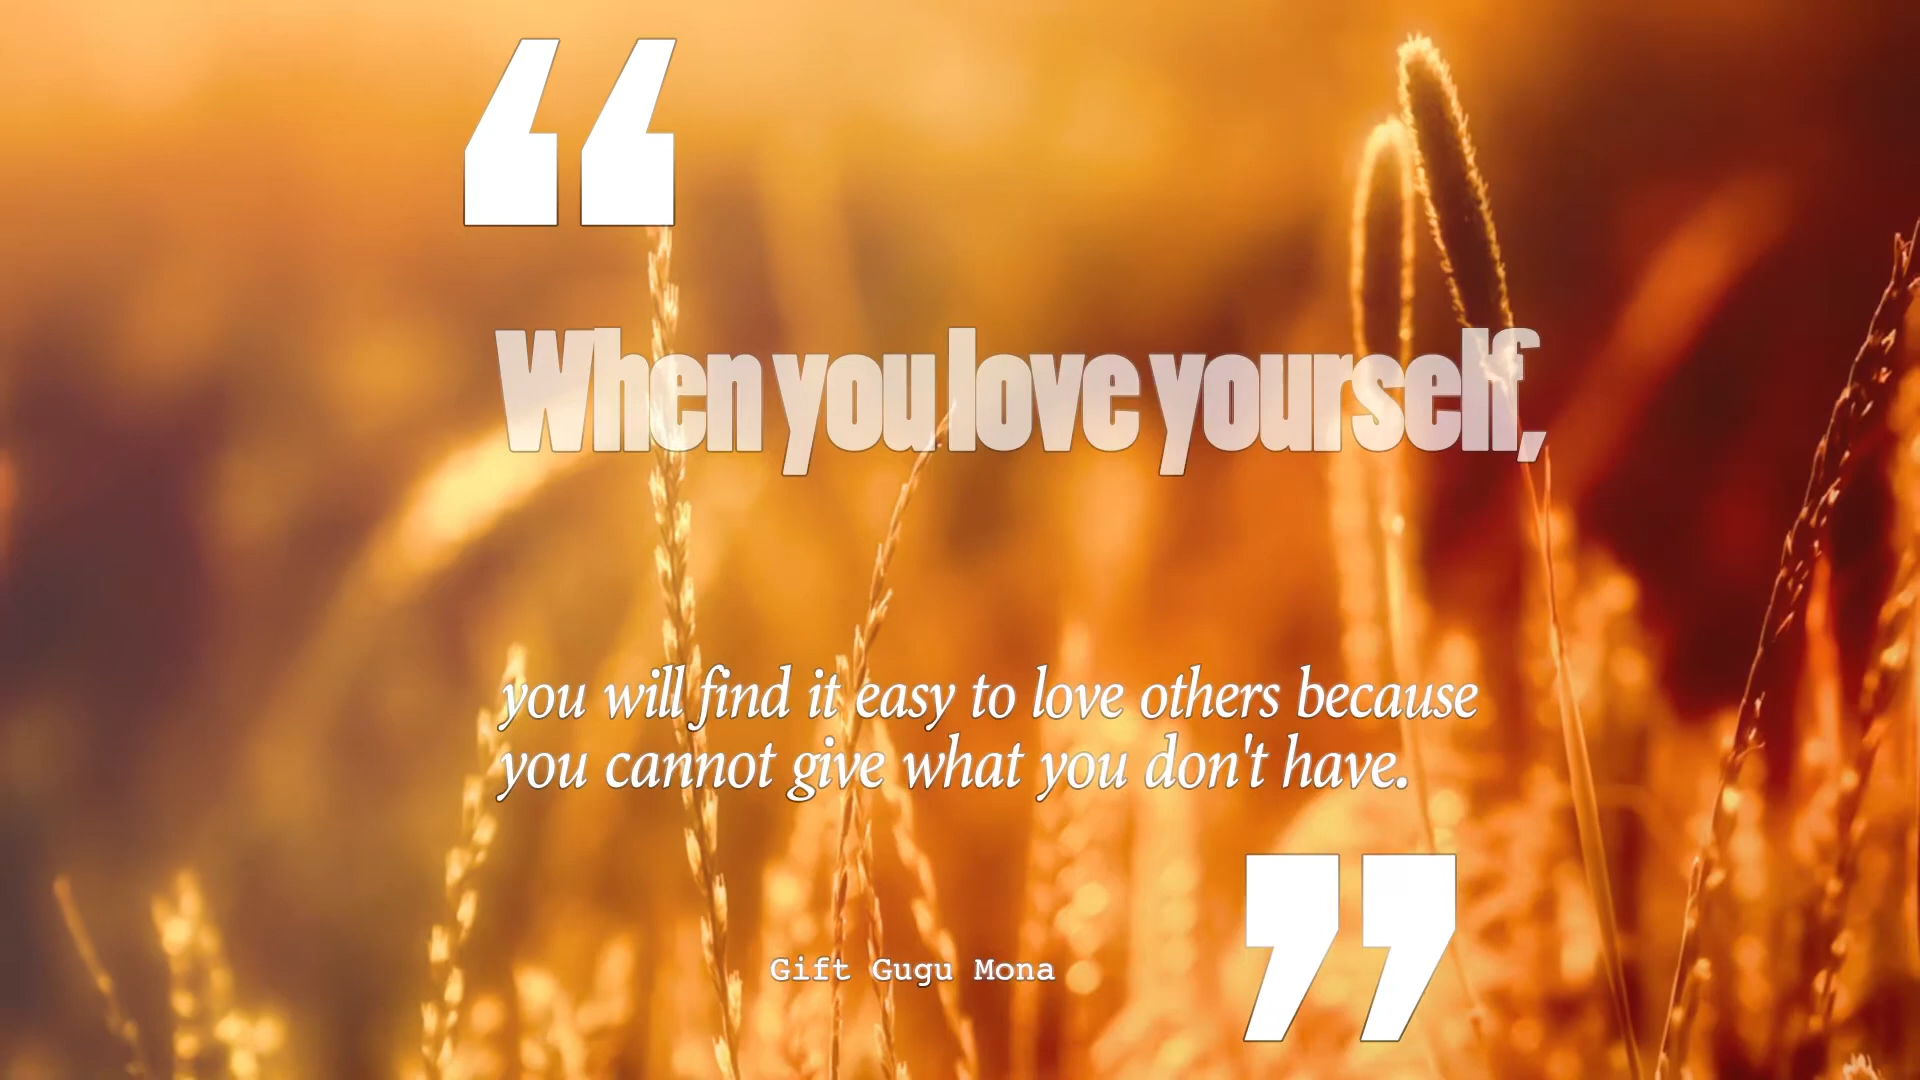 “
When you love yourself,
you will find it easy to love others because
you cannot give what you don't have.
”
Gift Gugu Mona